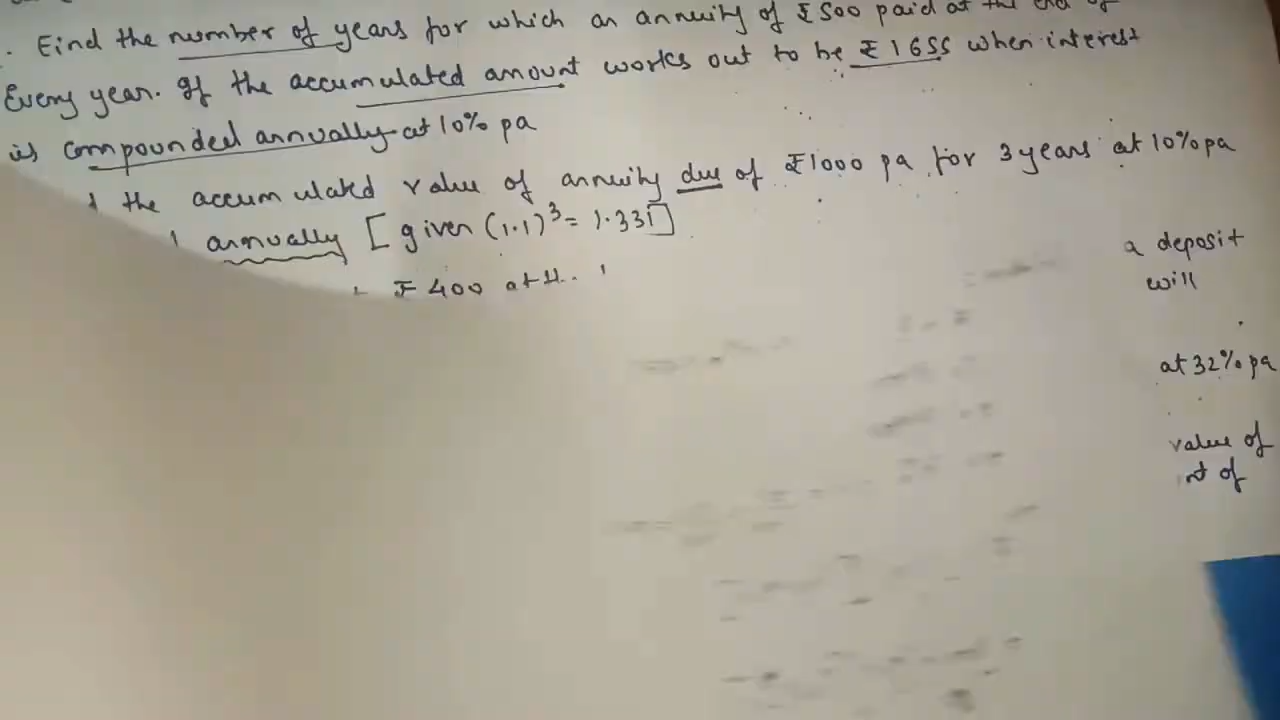 . Find the number of years for which an annuity of ₹500 paid at the end of
Every year. If the accumulated amount works out to be ₹1655 when interest
is compounded annually at 10% pa
the accumulated value of annuity due of ₹1000 pa for 3 years at 10% pa
annually [given (1.1)³ = 1.331]
₹400 at
a deposit
will
at 32% pa
value of
nt of